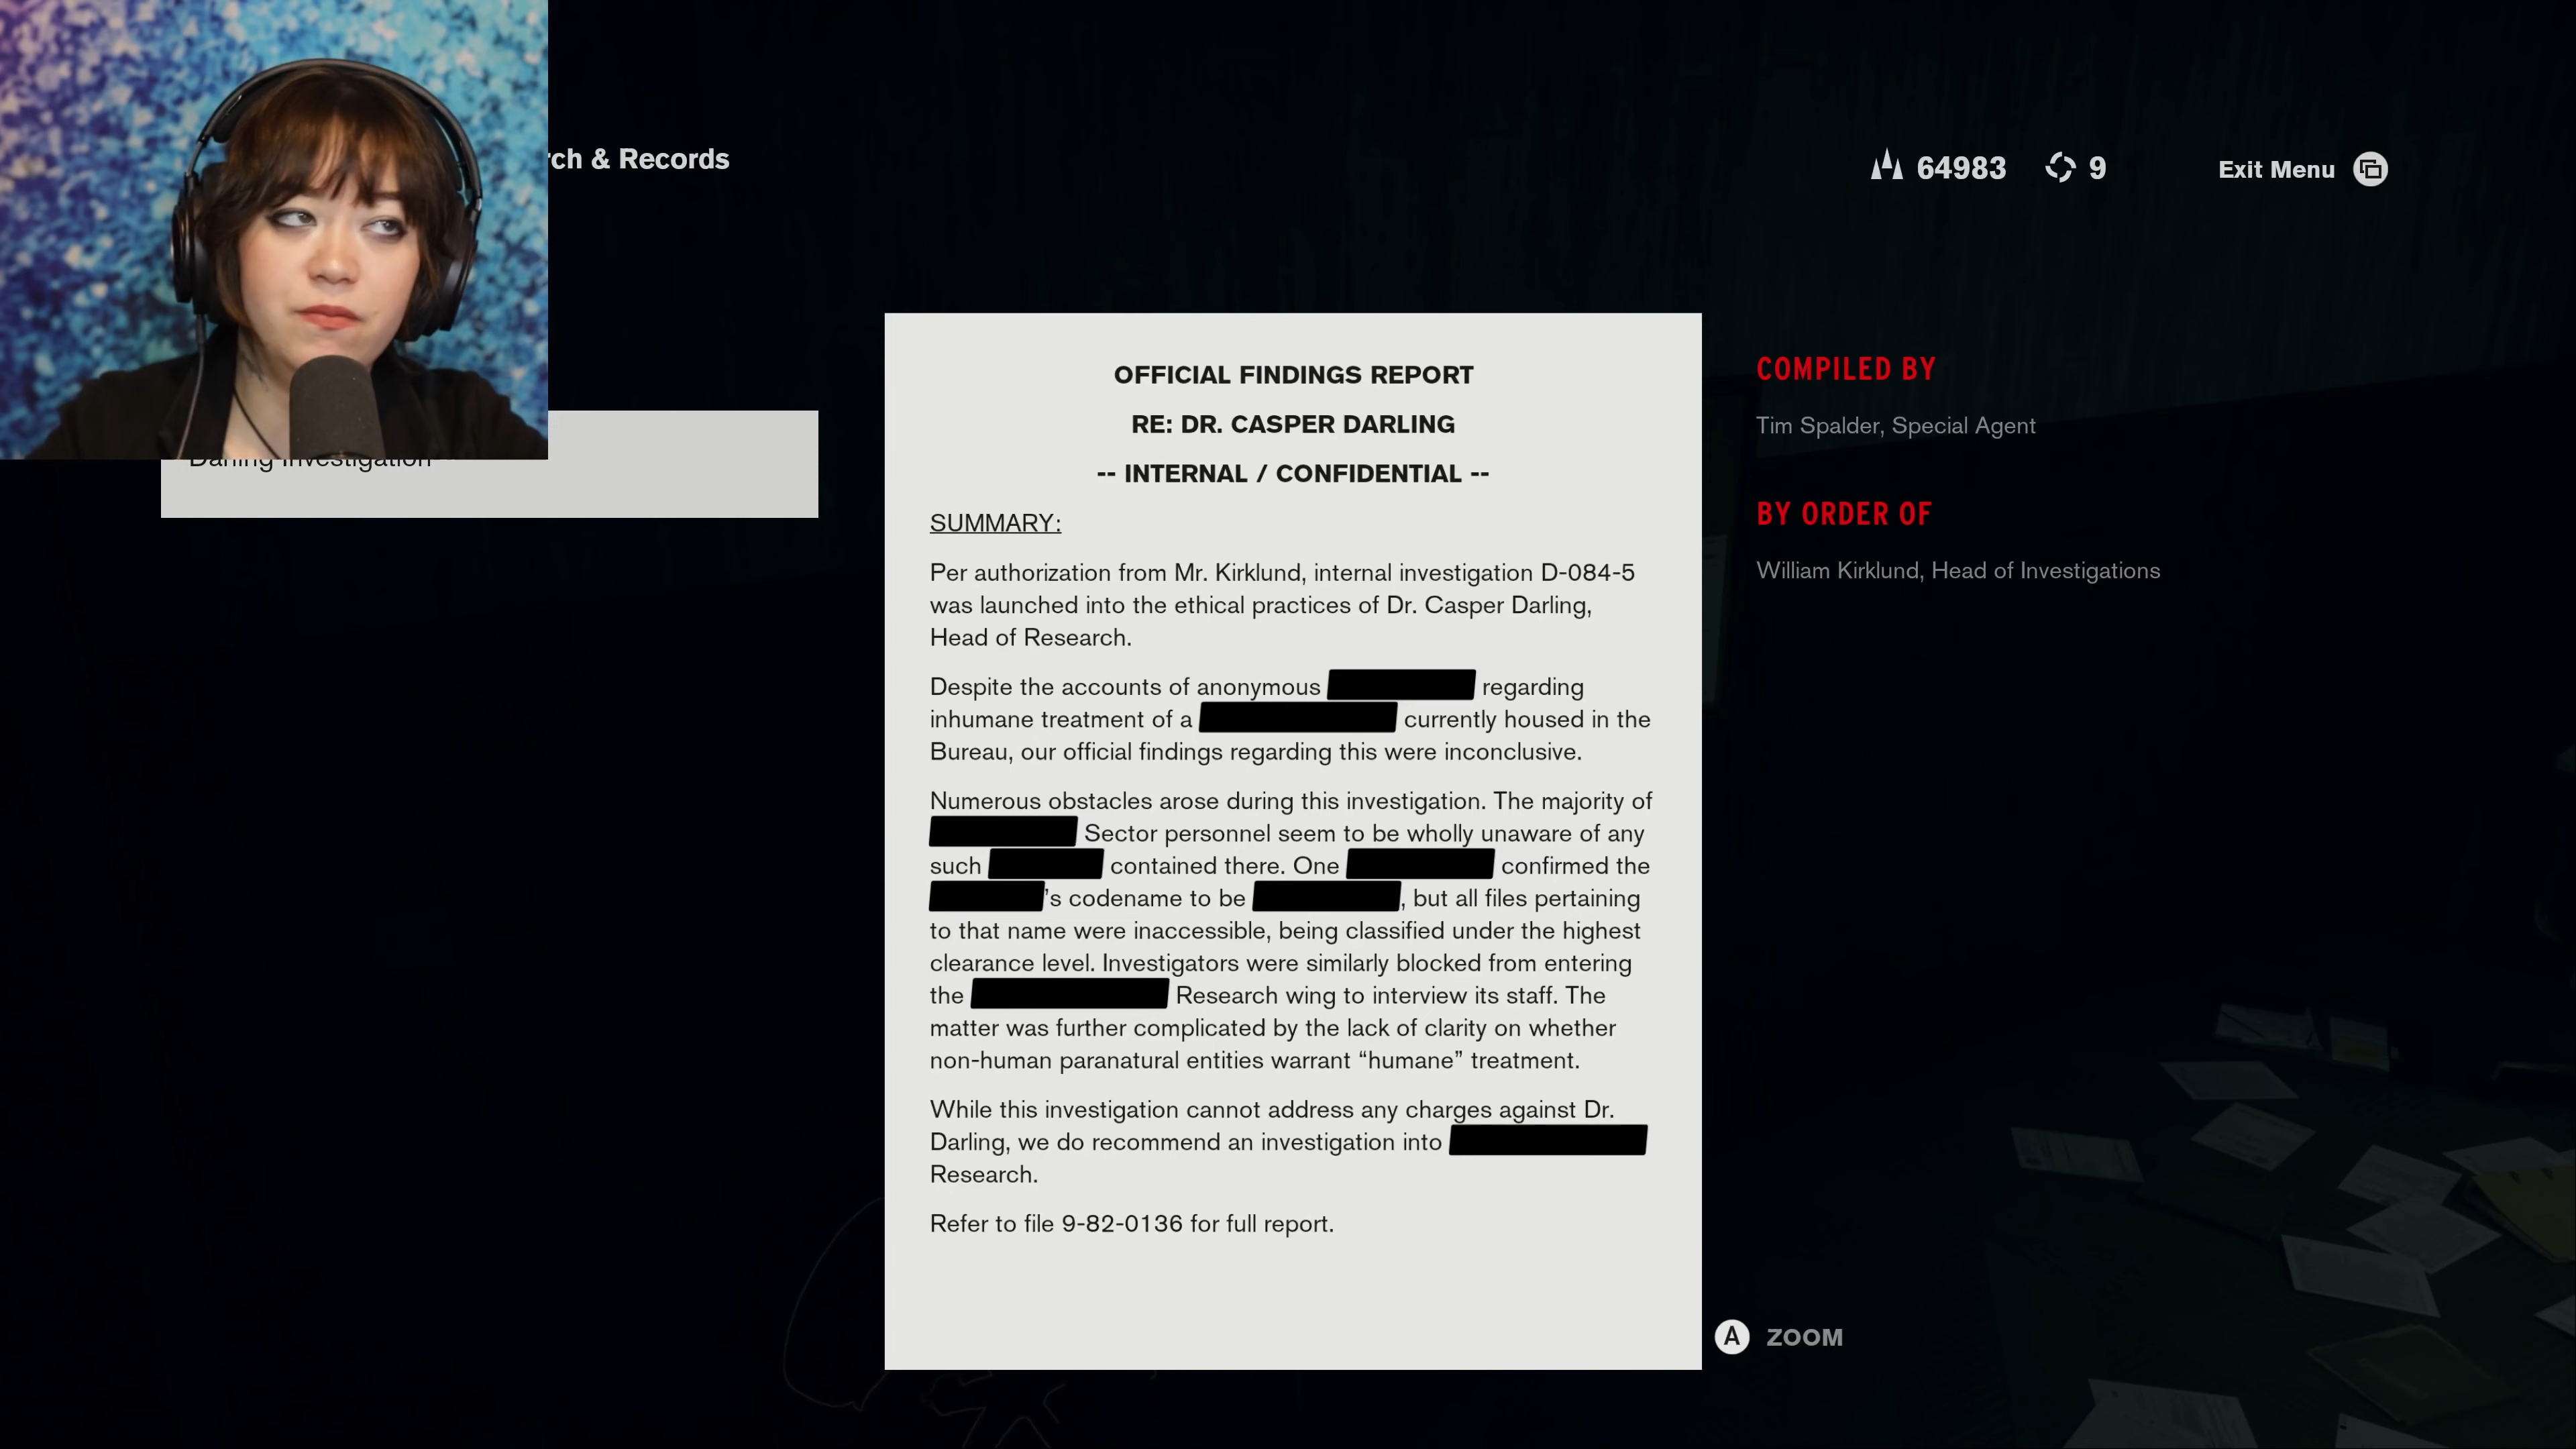 rch & Records
64983
9
Exit Menu
Darling Investigation
OFFICIAL FINDINGS REPORT
RE: DR. CASPER DARLING
-- INTERNAL / CONFIDENTIAL --
SUMMARY:
Per authorization from Mr. Kirklund, internal investigation D-084-5
was launched into the ethical practices of Dr. Casper Darling,
Head of Research.
Despite the accounts of anonymous regarding
inhumane treatment of a currently housed in the
Bureau, our official findings regarding this were inconclusive.
Numerous obstacles arose during this investigation. The majority of
Sector personnel seem to be wholly unaware of any
such contained there. One confirmed the
's codename to be , but all files pertaining
to that name were inaccessible, being classified under the highest
clearance level. Investigators were similarly blocked from entering
the Research wing to interview its staff. The
matter was further complicated by the lack of clarity on whether
non-human paranatural entities warrant “humane” treatment.
While this investigation cannot address any charges against Dr.
Darling, we do recommend an investigation into
Research.
Refer to file 9-82-0136 for full report.
COMPILED BY
Tim Spalder, Special Agent
BY ORDER OF
William Kirklund, Head of Investigations
A ZOOM